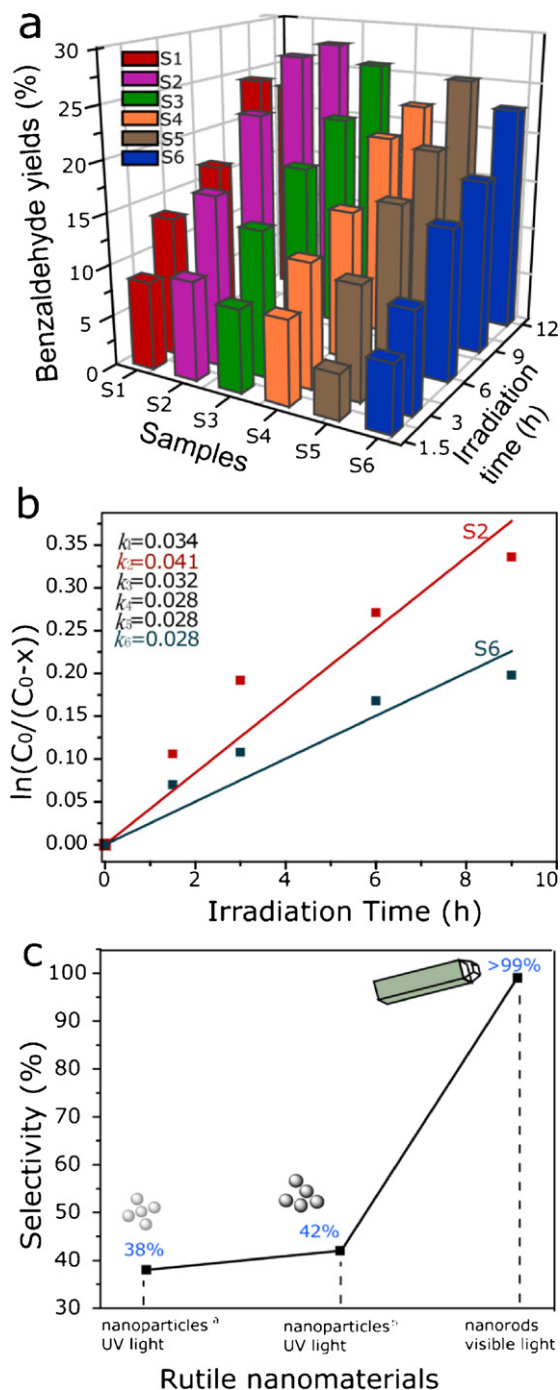 a
Benzaldehyde yields (%)
30
25
20
15
10
5
0
S1
S2
S3
S4
S5
S6
S1
S2
S3
S4
S5
S6
Samples
1.5
3
6
9
12
Irradiation
time (h)
b
ln(C₀/(C₀-x))
0.35
0.30
0.25
0.20
0.15
0.10
0.05
0.00
k₁=0.034
k₂=0.041
k₃=0.032
k₄=0.028
k₅=0.028
k₆=0.028
S2
S6
0 2 4 6 8 10
Irradiation Time (h)
c
Selectivity (%)
100
90
80
70
60
50
40
30
38%
42%
>99%
nanoparticles ᵃ nanoparticles ᵇ nanorods
UV light UV light visible light
Rutile nanomaterials